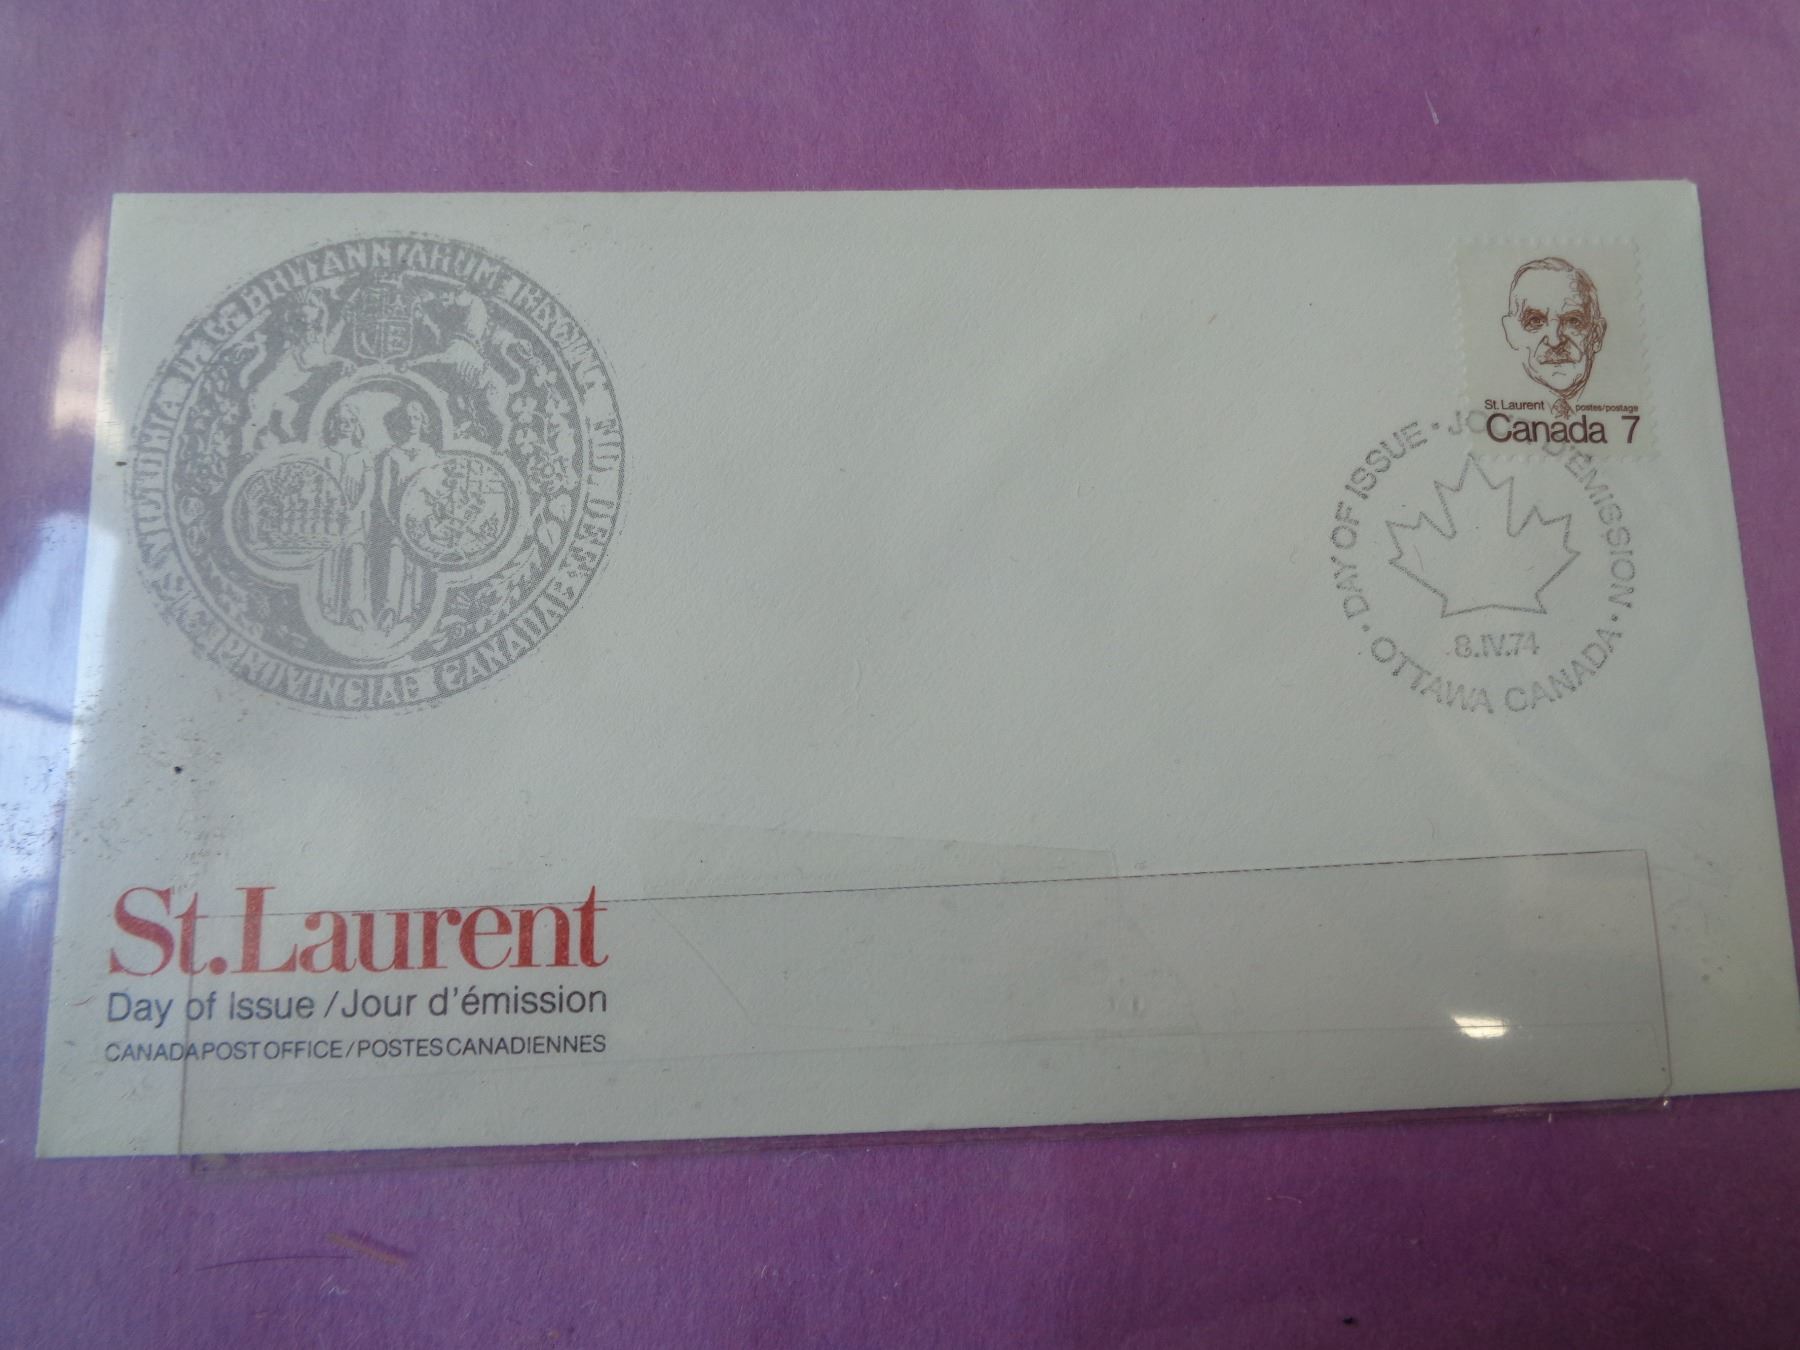 St. Laurent postes/postage
Canada 7
DAY OF ISSUE · JOUR D'ÉMISSION ·
OTTAWA CANADA ·
8.IV.74
PROVINCIAE CANADAE
St. Laurent
Day of Issue / Jour d'émission
CANADA POST OFFICE / POSTES CANADIENNES